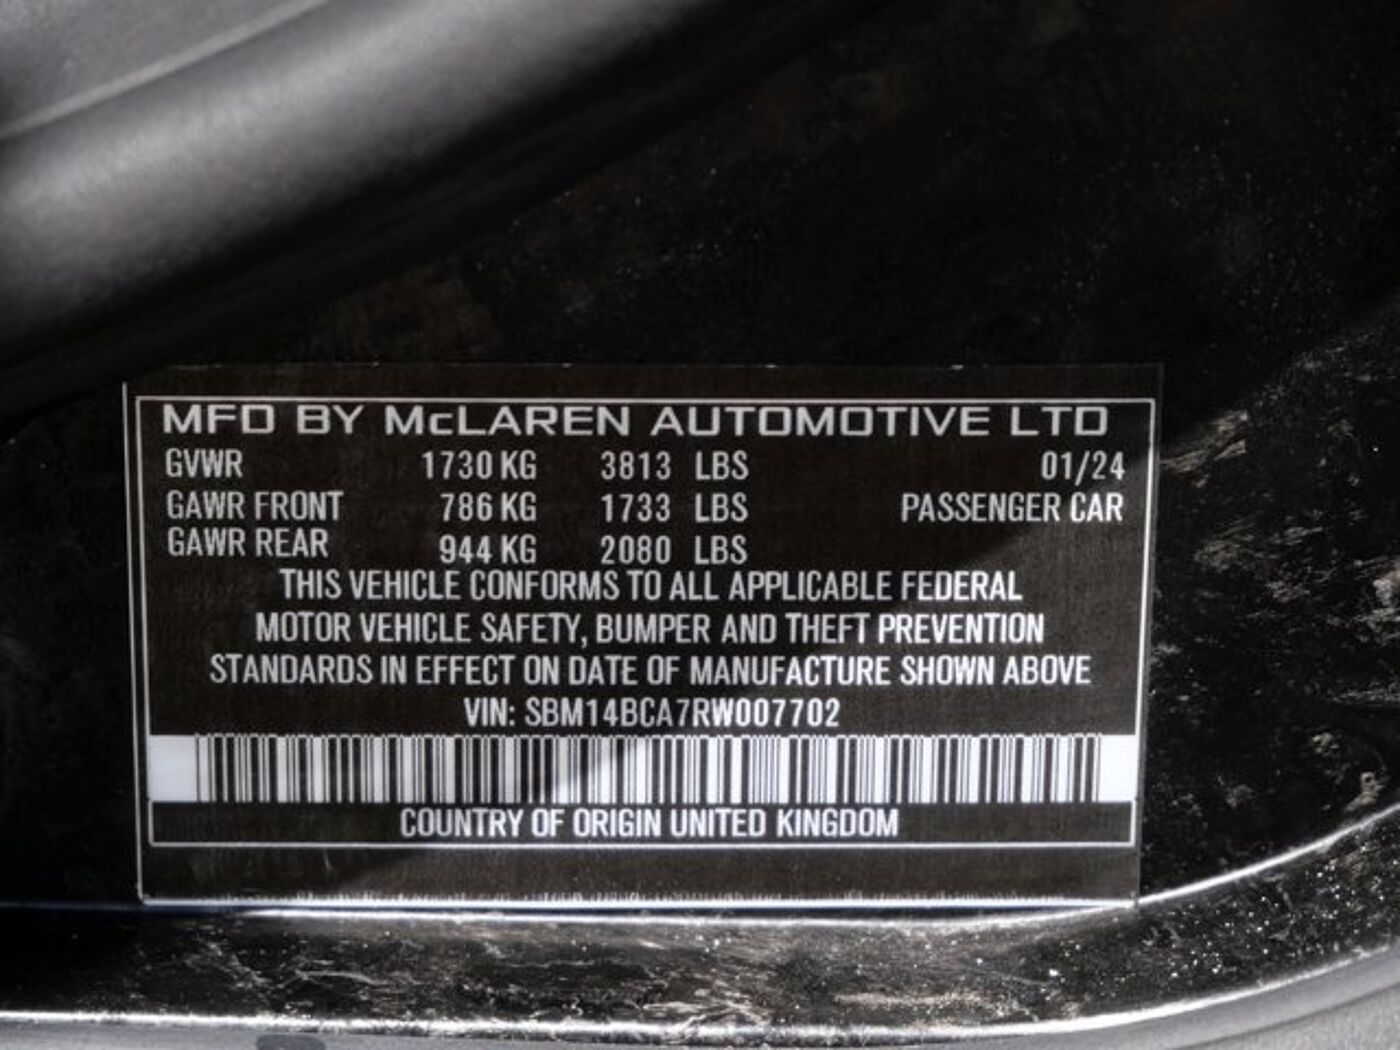 MFD BY McLAREN AUTOMOTIVE LTD
GVWR 1730 KG 3813 LBS 01/24
GAWR FRONT 786 KG 1733 LBS PASSENGER CAR
GAWR REAR 944 KG 2080 LBS
THIS VEHICLE CONFORMS TO ALL APPLICABLE FEDERAL
MOTOR VEHICLE SAFETY, BUMPER AND THEFT PREVENTION
STANDARDS IN EFFECT ON DATE OF MANUFACTURE SHOWN ABOVE
VIN: SBM14BCA7RW007702
COUNTRY OF ORIGIN UNITED KINGDOM